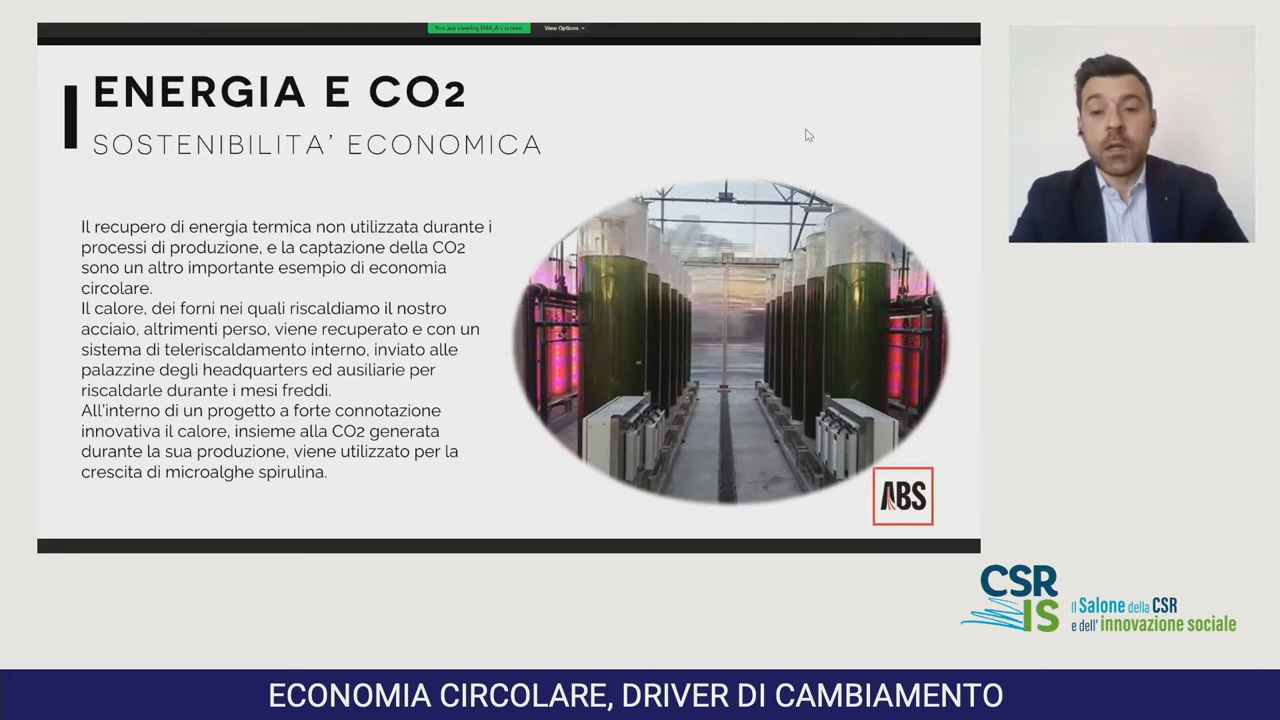 You are viewing IAIA_A's screen
View Options
ENERGIA E CO2
SOSTENIBILITA' ECONOMICA
Il recupero di energia termica non utilizzata durante i
processi di produzione, e la captazione della CO2
sono un altro importante esempio di economia
circolare.
Il calore, dei forni nei quali riscaldiamo il nostro
acciaio, altrimenti perso, viene recuperato e con un
sistema di teleriscaldamento interno, inviato alle
palazzine degli headquarters ed ausiliarie per
riscaldarle durante i mesi freddi.
All'interno di un progetto a forte connotazione
innovativa il calore, insieme alla CO2 generata
durante la sua produzione, viene utilizzato per la
crescita di microalghe spirulina.
ABS
CSR
IS
Il Salone della CSR
e dell' innovazione sociale
ECONOMIA CIRCOLARE, DRIVER DI CAMBIAMENTO